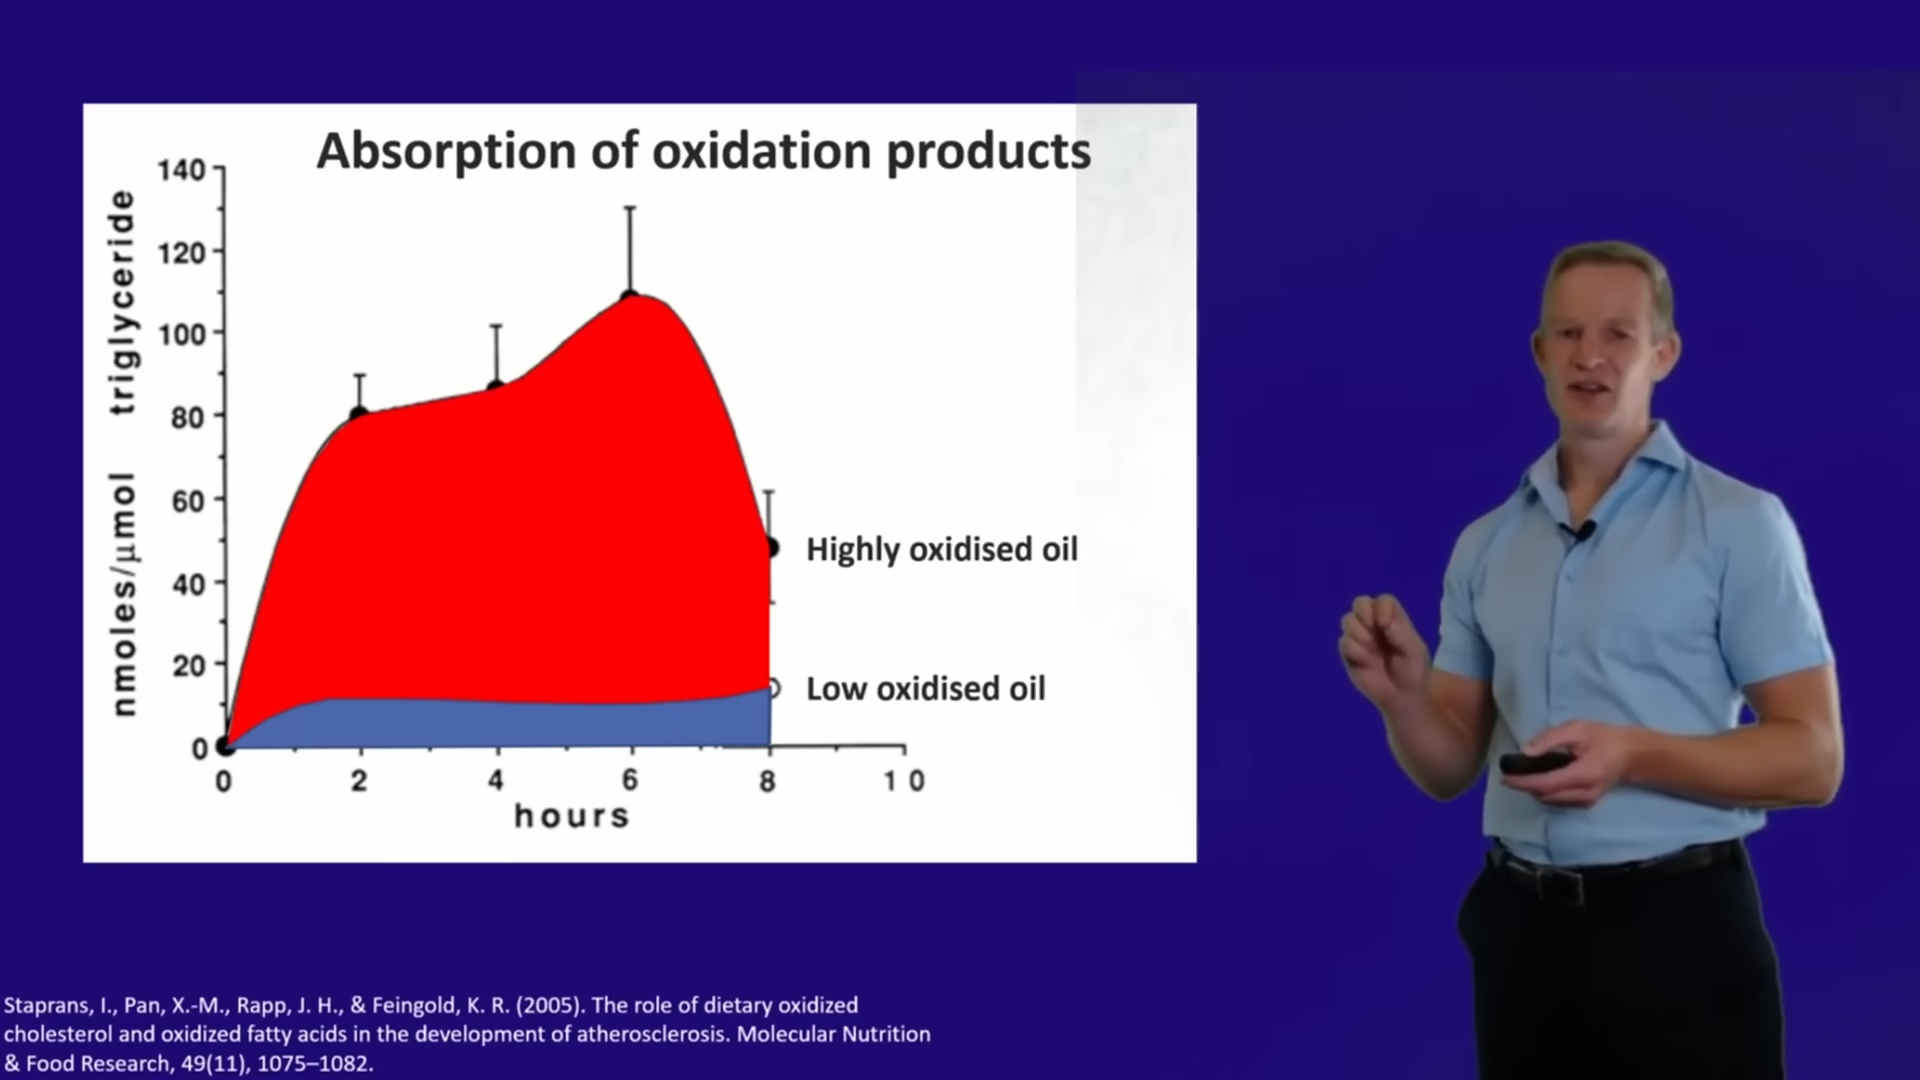 Absorption of oxidation products
nmoles/μmol triglyceride
140
120
100
80
60
40
20
0
0 2 4 6 8 10
hours
Highly oxidised oil
Low oxidised oil
Staprans, I., Pan, X.-M., Rapp, J. H., & Feingold, K. R. (2005). The role of dietary oxidized
cholesterol and oxidized fatty acids in the development of atherosclerosis. Molecular Nutrition
& Food Research, 49(11), 1075–1082.